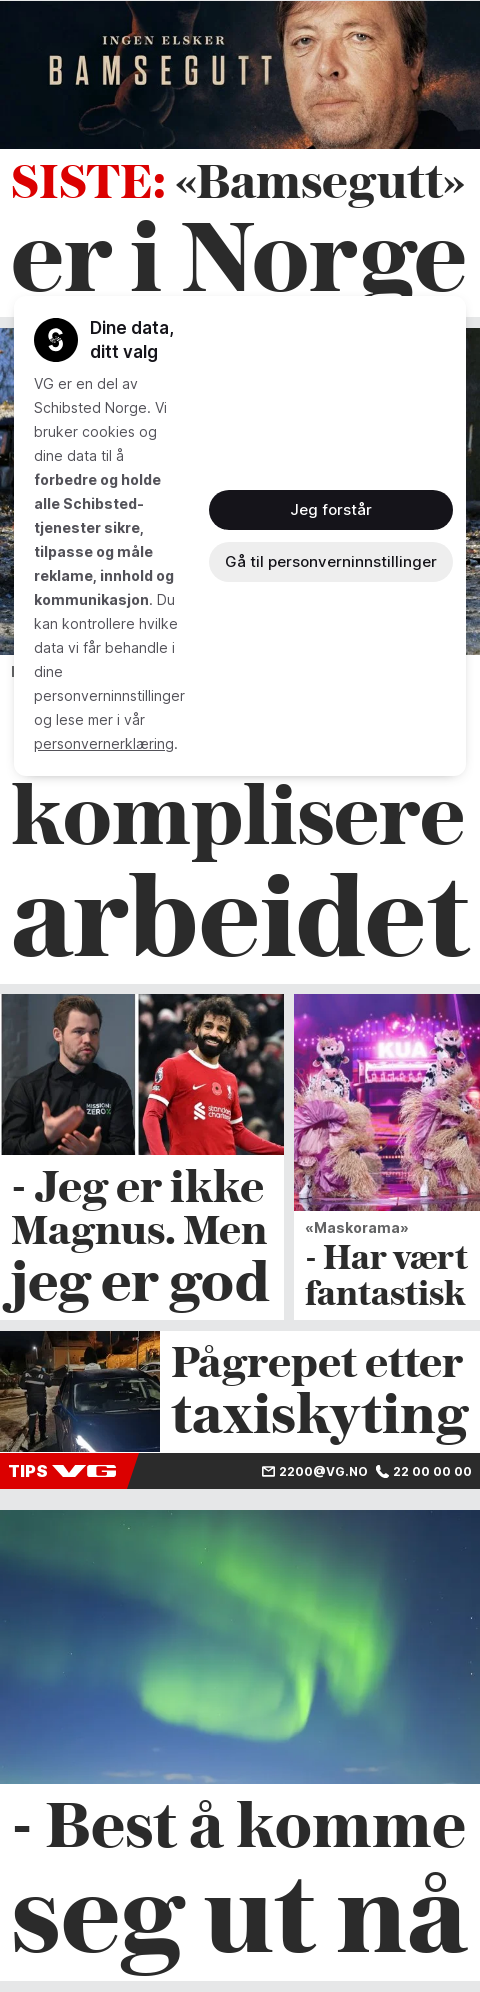 INGEN ELSKER
BAMSEGUTT
SISTE: «Bamsegutt»
er i Norge
Dine data,
ditt valg
VG er en del av
Schibsted Norge. Vi
bruker cookies og
dine data til å
forbedre og holde
alle Schibsted-
tjenester sikre,
tilpasse og måle
reklame, innhold og
kommunikasjon. Du
kan kontrollere hvilke
data vi får behandle i
dine
personverninnstillinger
og lese mer i vår
personvernerklæring.
Jeg forstår
Gå til personverninnstillinger
komplisere
arbeidet
MISSION:
ZERO
standard
chartered
KUA
- Jeg er ikke
Magnus. Men
jeg er god
«Maskorama»
- Har vært
fantastisk
Pågrepet etter
taxiskyting
TIPS VG
2200@VG.NO 22 00 00 00
- Best å komme
seg ut nå